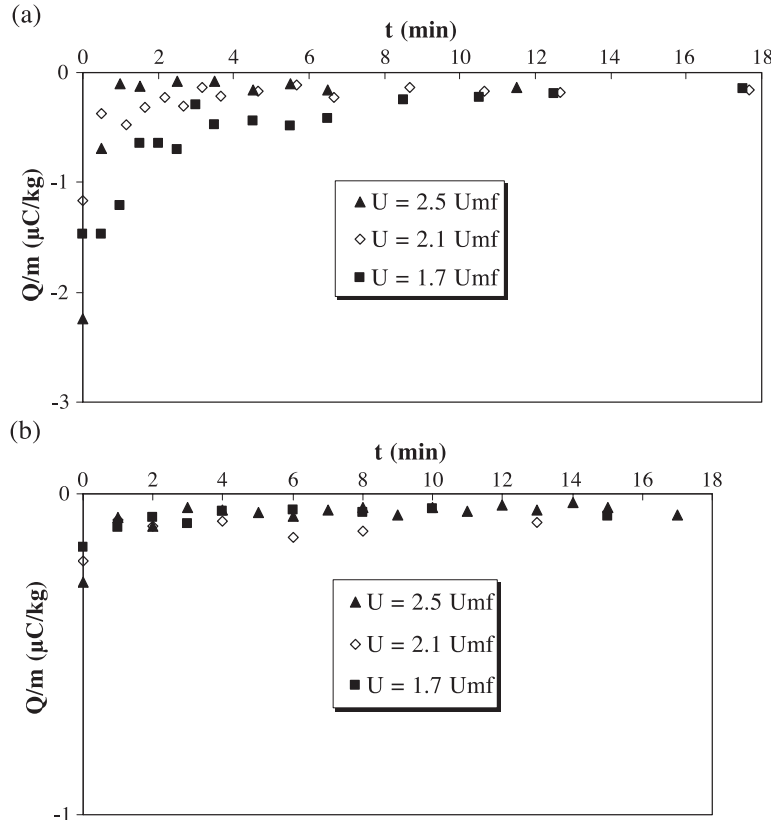 (a)
t (min)
0 2 4 6 8 10 12 14 16 18
0
-1
-2
-3
Q/m (µC/kg)
U = 2.5 Umf
U = 2.1 Umf
U = 1.7 Umf
(b)
t (min)
0 2 4 6 8 10 12 14 16 18
0
-1
Q/m (µC/kg)
U = 2.5 Umf
U = 2.1 Umf
U = 1.7 Umf